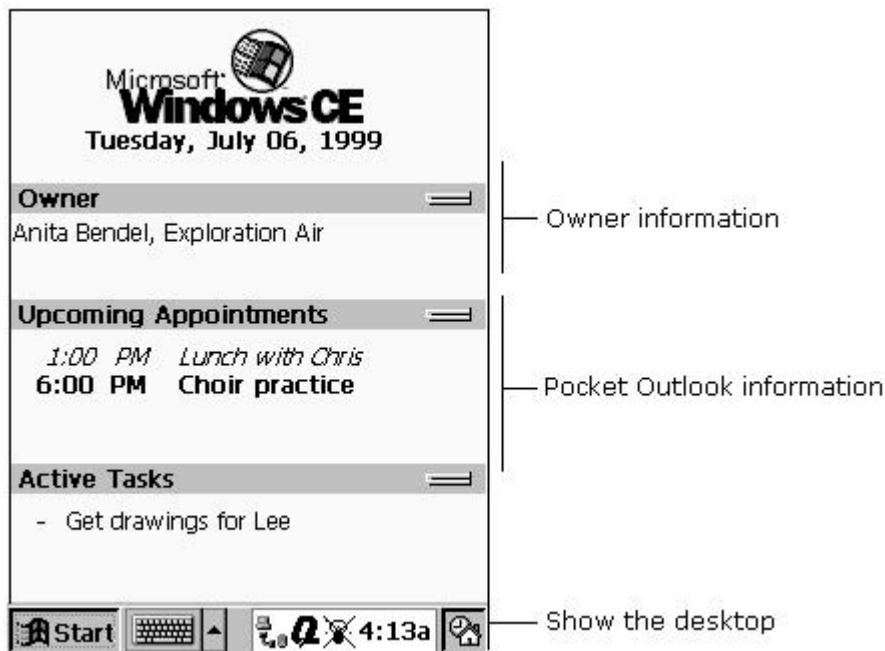 Microsoft
Windows CE
Tuesday, July 06, 1999
Owner
Anita Bendel, Exploration Air
Owner information
Upcoming Appointments
1:00 PM Lunch with Chris
6:00 PM Choir practice
Pocket Outlook information
Active Tasks
- Get drawings for Lee
Start
4:13a
Show the desktop